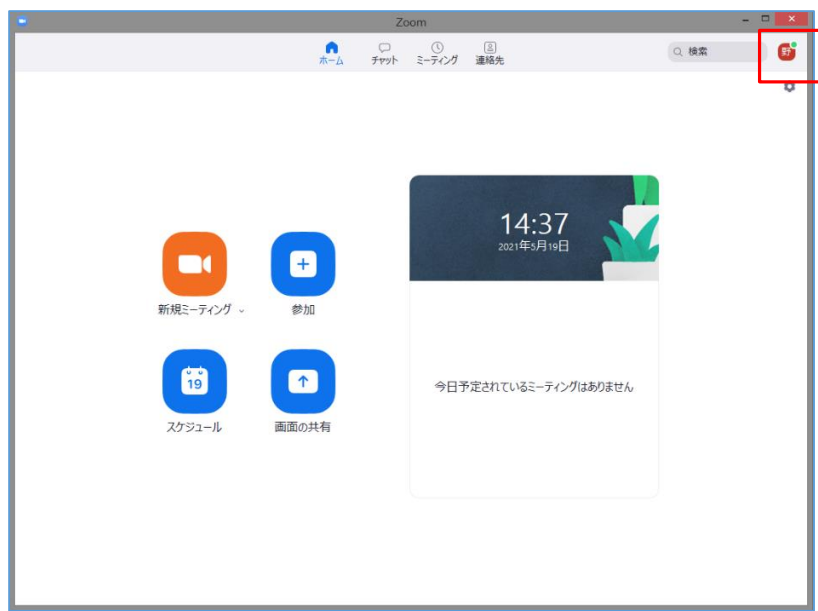 Zoom
ホーム
チャット
ミーティング
連絡先
検索
野
14:37
2021年5月19日
新規ミーティング
参加
19
スケジュール
画面の共有
今日予定されているミーティングはありません